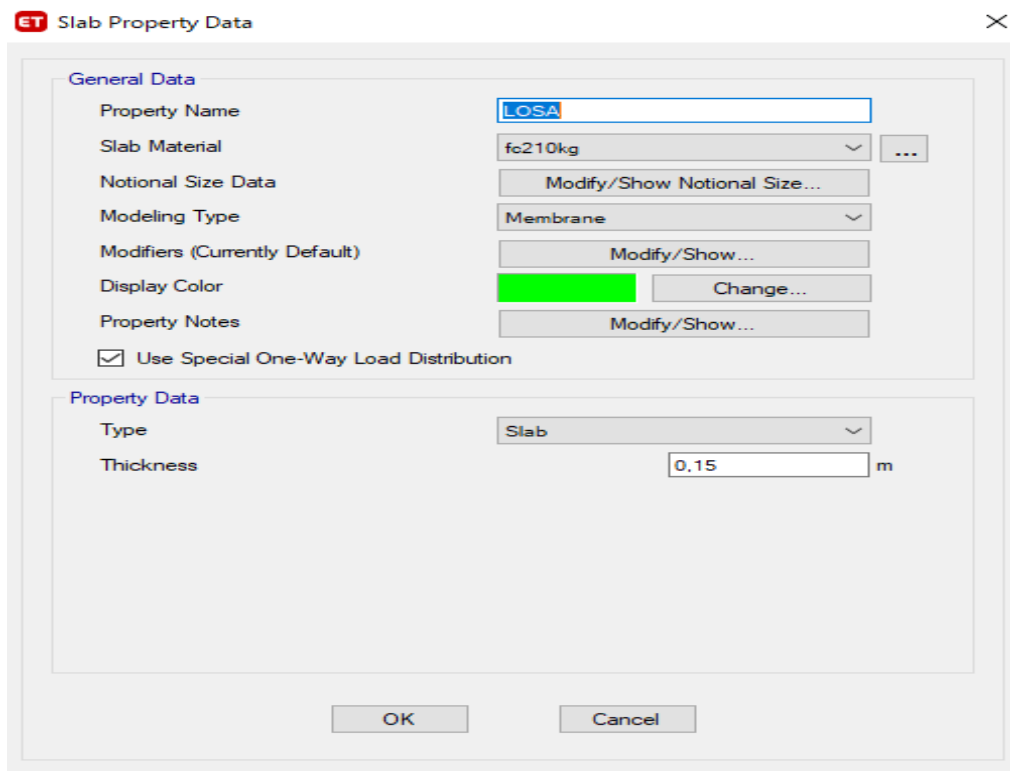 ET Slab Property Data
General Data
Property Name LOSA
Slab Material fc210kg ...
Notional Size Data Modify/Show Notional Size...
Modeling Type Membrane
Modifiers (Currently Default) Modify/Show...
Display Color Change...
Property Notes Modify/Show...
Use Special One-Way Load Distribution
Property Data
Type Slab
Thickness 0,15 m
OK Cancel